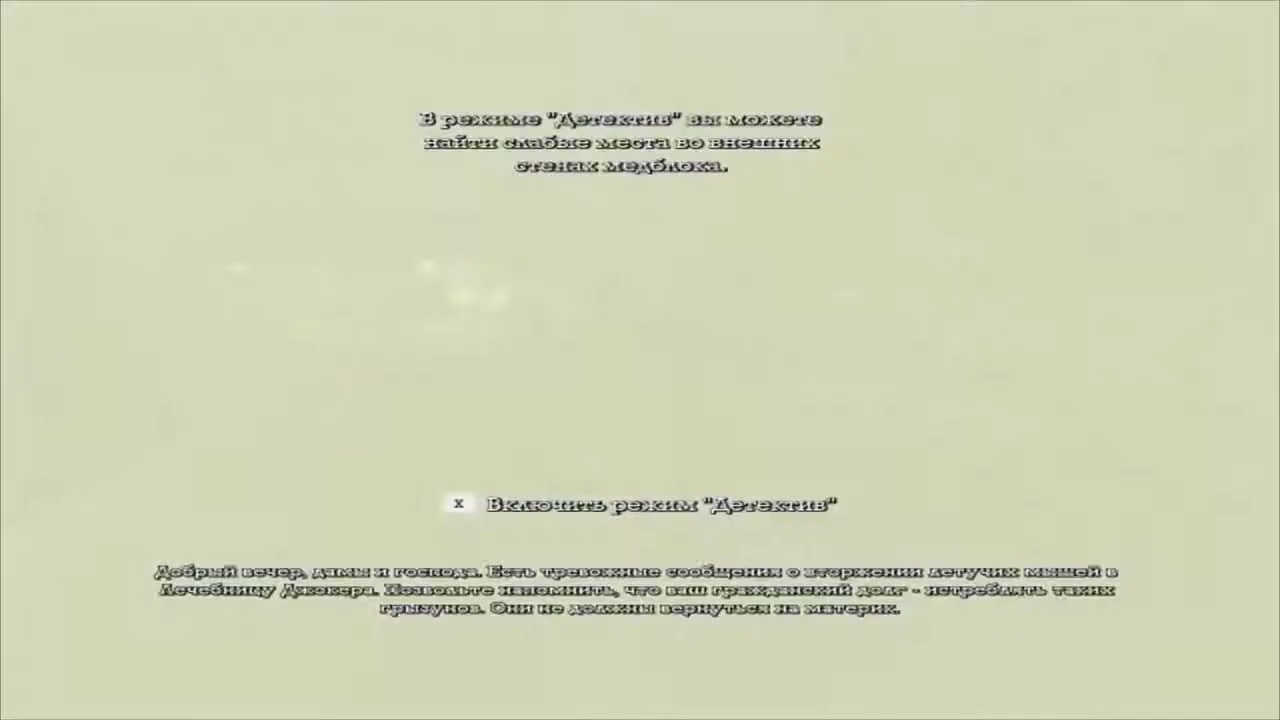 В режиме "Детектив" вы можете
найти слабые места во внешних
стенах медблока.
X Включить режим "Детектив"
Добрый вечер, дамы и господа. Есть тревожные сообщения о вторжении летучих мышей в
Лечебницу Джокера. Позвольте напомнить, что ваш гражданский долг - истреблять таких
грызунов. Они не должны вернуться на материк.